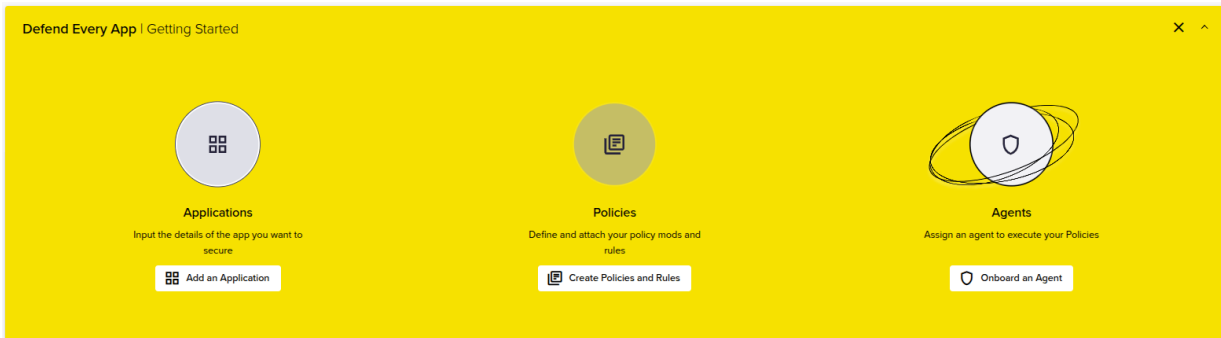 Defend Every App | Getting Started
Applications
Input the details of the app you want to
secure
Add an Application
Policies
Define and attach your policy mods and
rules
Create Policies and Rules
Agents
Assign an agent to execute your Policies
Onboard an Agent